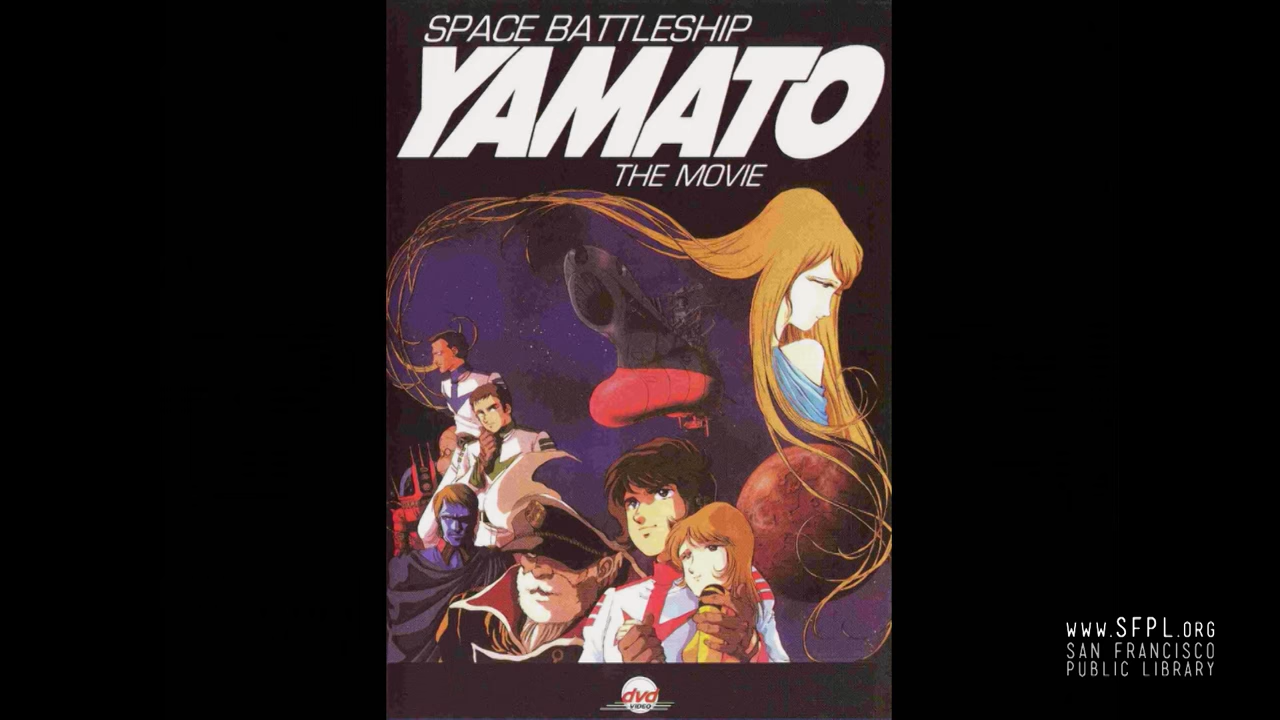 SPACE BATTLESHIP
YAMATO
THE MOVIE
DVD
VIDEO
www.SFPL.ORG
SAN FRANCISCO
PUBLIC LIBRARY